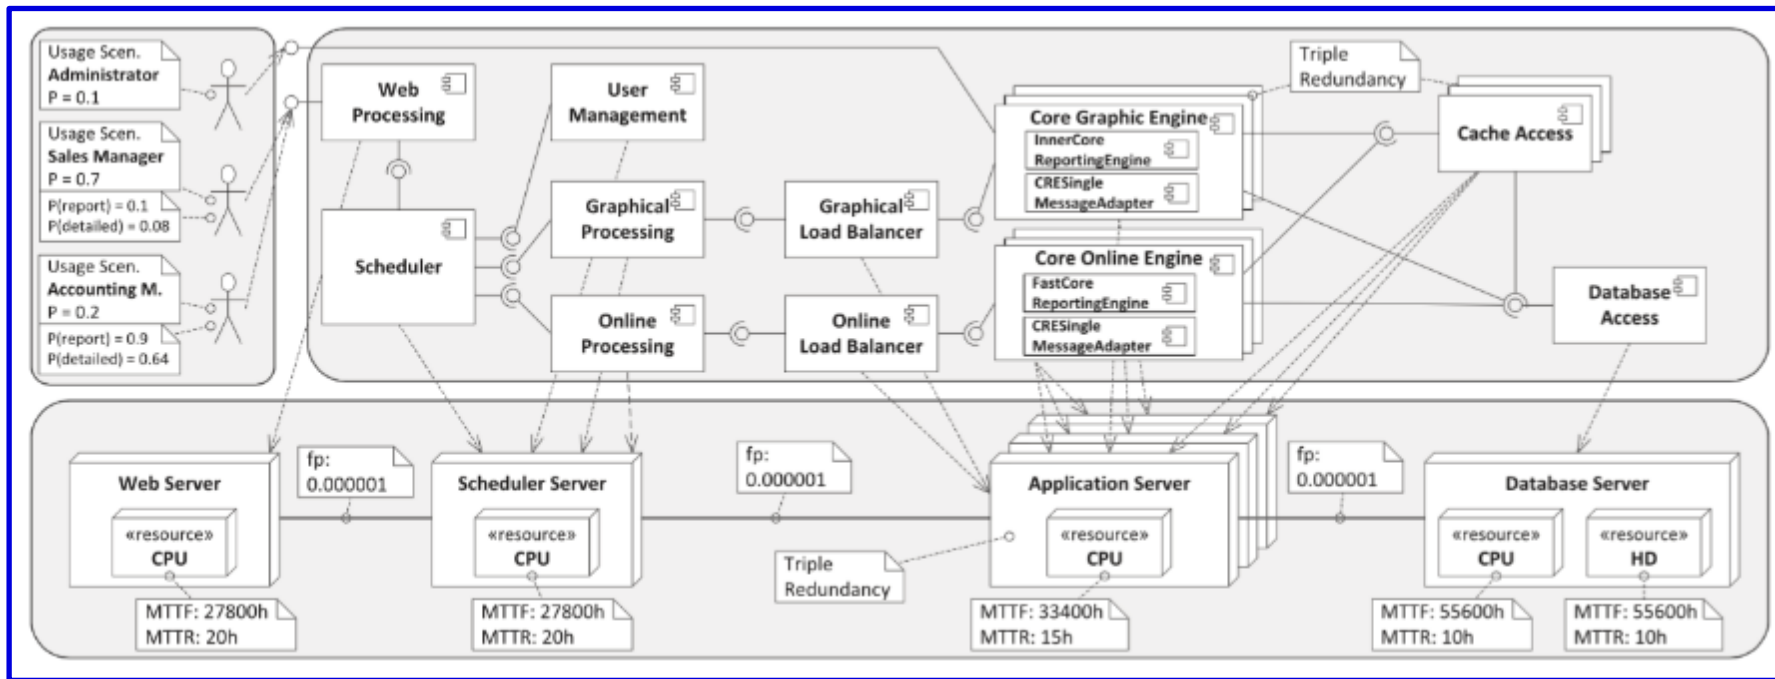 Usage Scen.
Administrator
P = 0.1
Usage Scen.
Sales Manager
P = 0.7
P(report) = 0.1
P(detailed) = 0.08
Usage Scen.
Accounting M.
P = 0.2
P(report) = 0.9
P(detailed) = 0.64
Web
Processing
User
Management
Scheduler
Graphical
Processing
Online
Processing
Graphical
Load Balancer
Online
Load Balancer
Core Graphic Engine
InnerCore
ReportingEngine
CRESingle
MessageAdapter
Core Online Engine
FastCore
ReportingEngine
CRESingle
MessageAdapter
Triple
Redundancy
Cache Access
Database
Access
Web Server
«resource»
CPU
MTTF: 27800h
MTTR: 20h
fp:
0.000001
Scheduler Server
«resource»
CPU
MTTF: 27800h
MTTR: 20h
fp:
0.000001
Triple
Redundancy
Application Server
«resource»
CPU
MTTF: 33400h
MTTR: 15h
fp:
0.000001
Database Server
«resource»
CPU
«resource»
HD
MTTF: 55600h
MTTR: 10h
MTTF: 55600h
MTTR: 10h